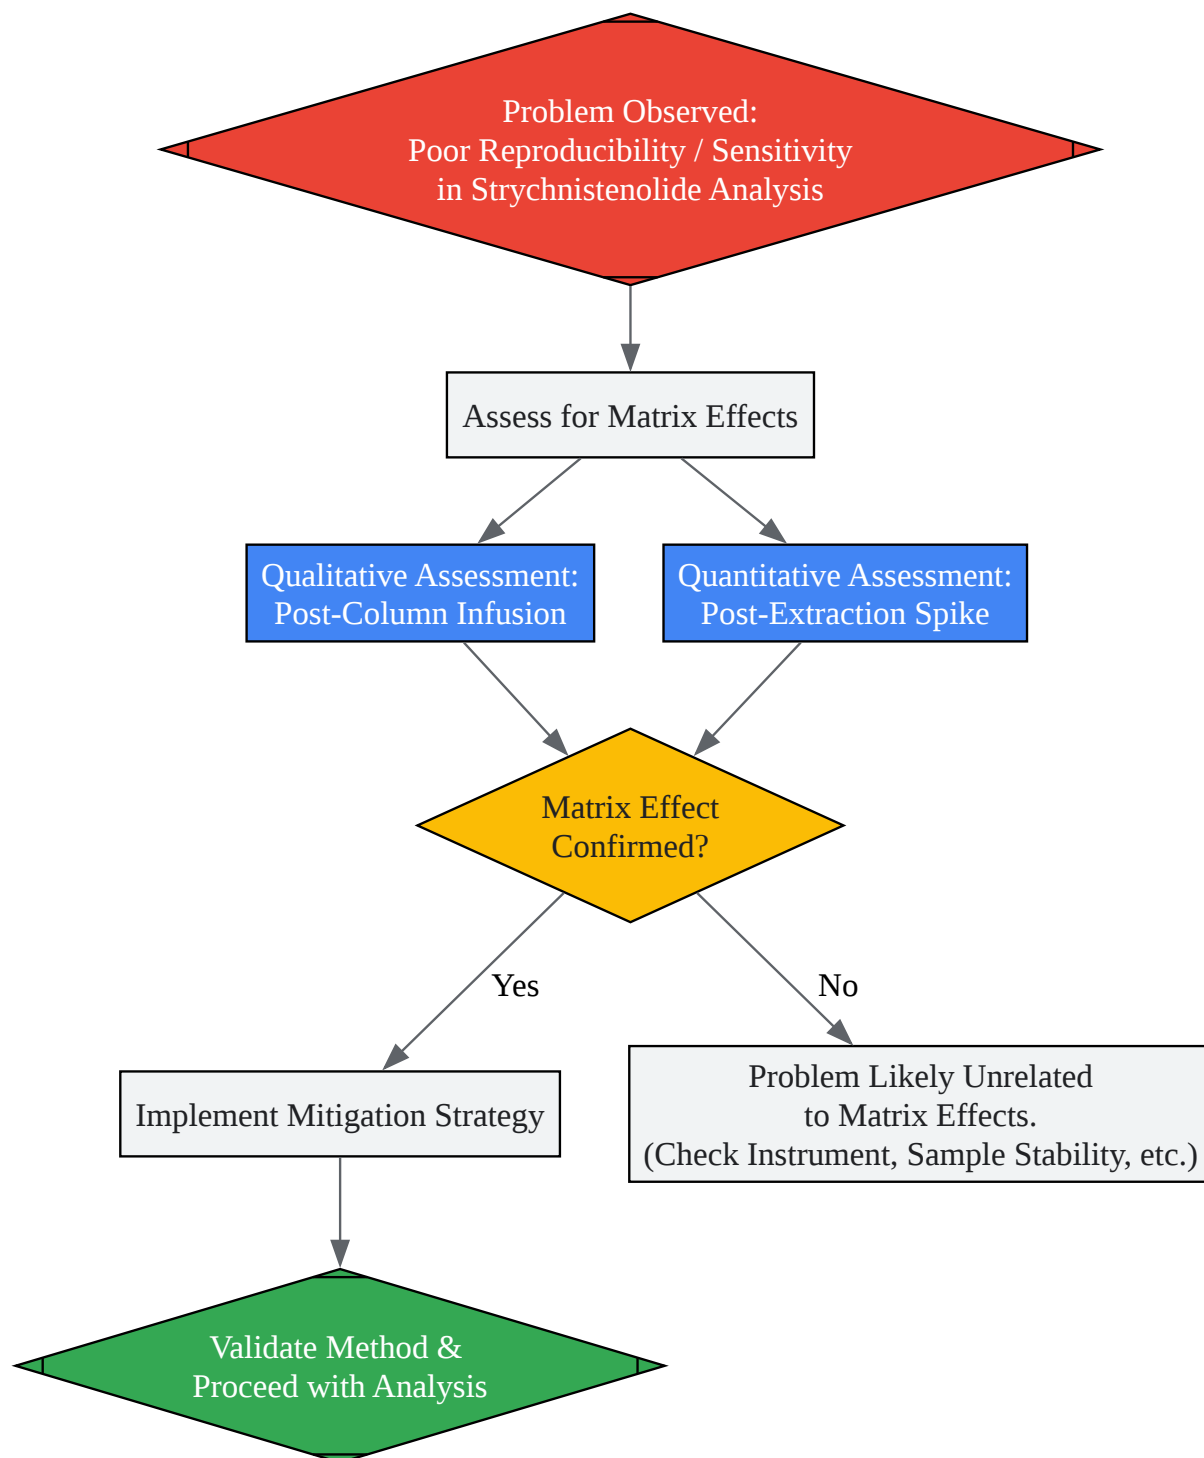 Problem Observed:
Poor Reproducibility / Sensitivity
in Strychnistenolide Analysis
Assess for Matrix Effects
Qualitative Assessment:
Post-Column Infusion
Quantitative Assessment:
Post-Extraction Spike
Matrix Effect
Confirmed?
Yes
No
Problem Likely Unrelated
to Matrix Effects.
(Check Instrument, Sample Stability, etc.)
Implement Mitigation Strategy
Validate Method &
Proceed with Analysis